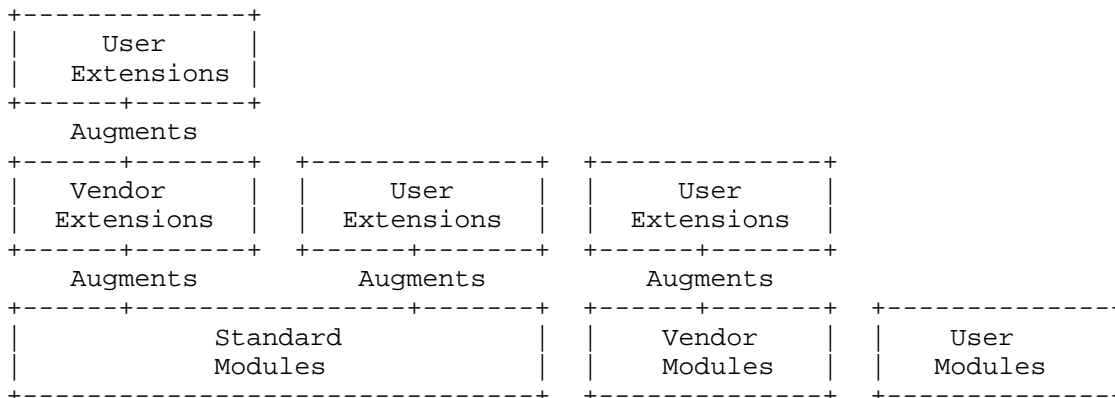 +--------------+
|     User     |
|   Extensions |
+------+-------+
Augments
+------+-------+  +--------------+  +--------------+
|   Vendor     |  |     User     |  |     User     |
|  Extensions  |  |  Extensions  |  |  Extensions  |
+------+-------+  +------+-------+  +------+-------+
Augments          Augments          Augments
+------+-----------------+-------+  +------+-------+  +--------------
|            Standard            |  |    Vendor    |  |    User
|            Modules             |  |    Modules   |  |   Modules
+--------------------------------+  +--------------+  +--------------